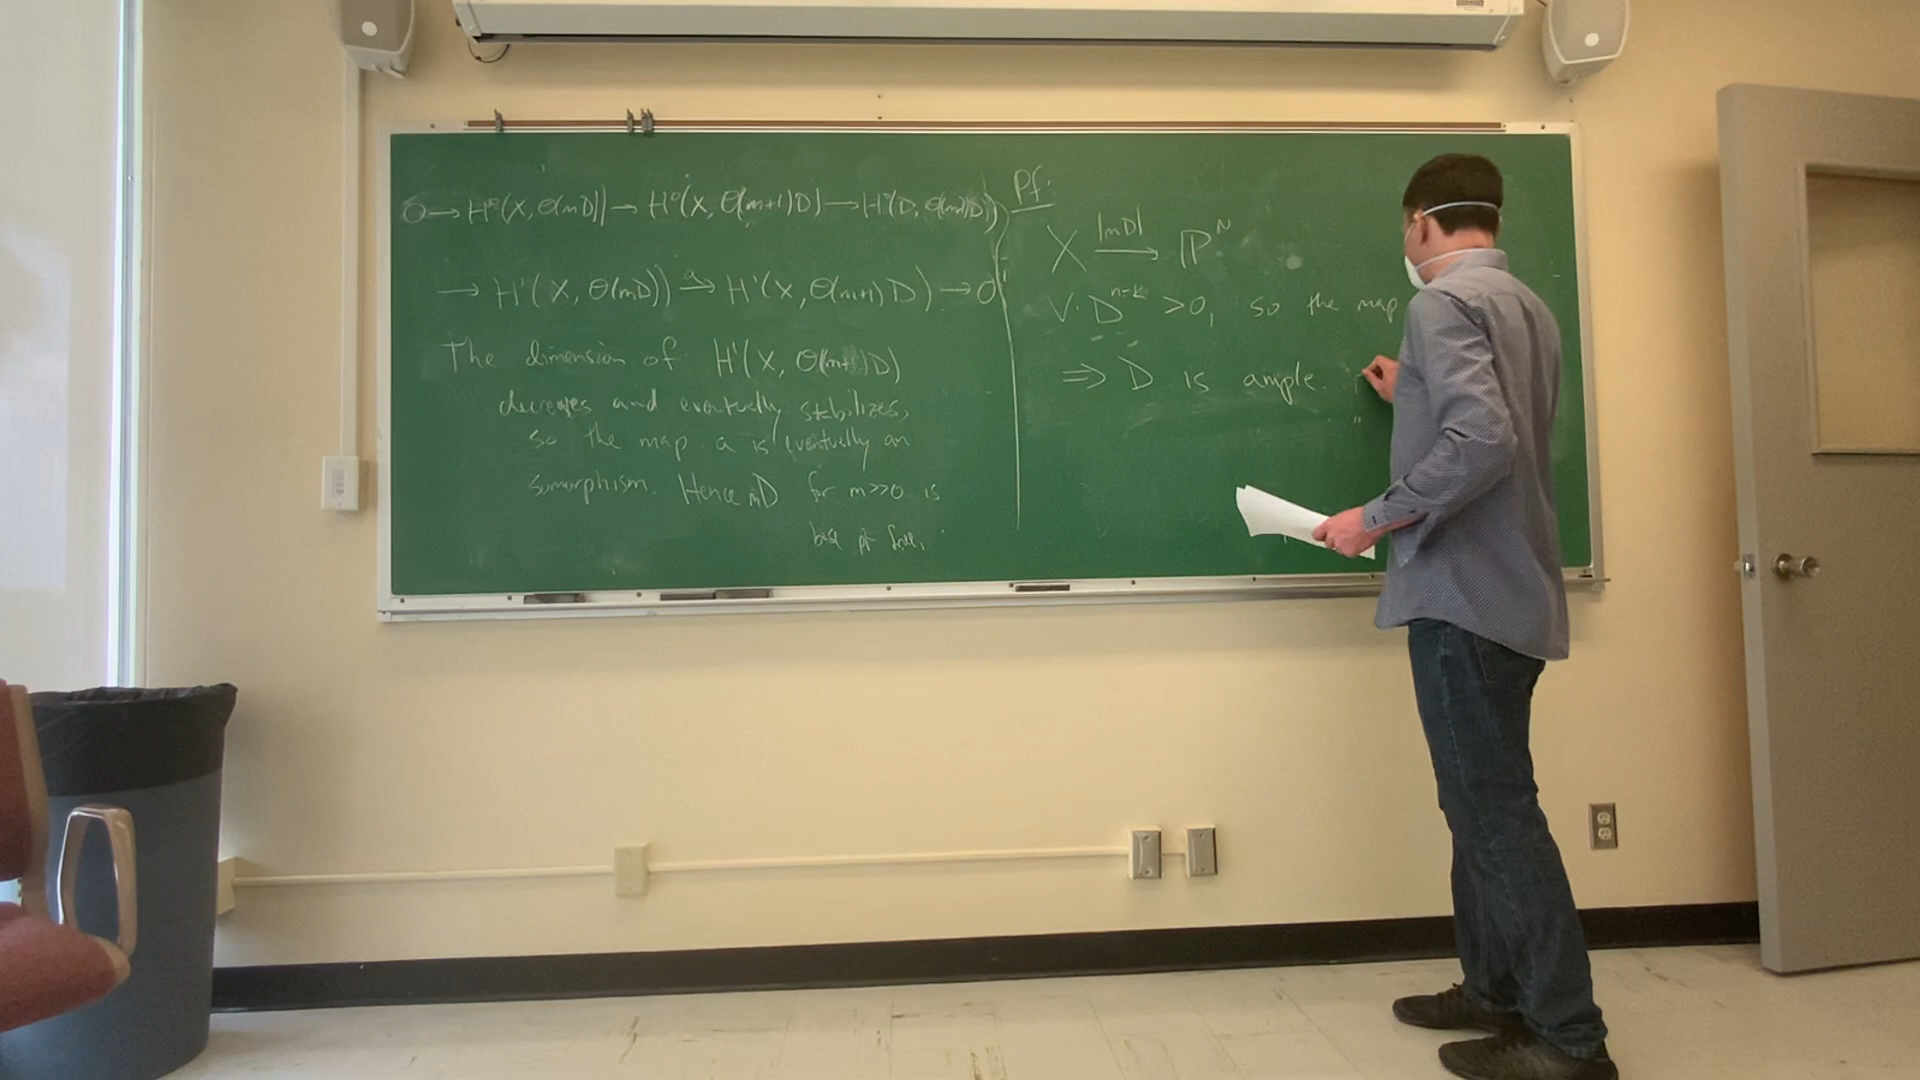 0 → H⁰(X, O(mD)) → H⁰(X, O(m+1)D) → H⁰(D, O(m+1)D)
→ H¹(X, O(mD)) →ᵃ H¹(X, O(m+1)D) → 0
The dimension of H¹(X, O(m+1)D)
decreases and eventually stabilizes,
so the map a is eventually an
isomorphism. Hence mD for m>>0 is
base pt free.
Pf.
X →|mD| ℙᴺ
V·Dⁿ⁻ᵏ >0, so the map
⇒ D is ample.